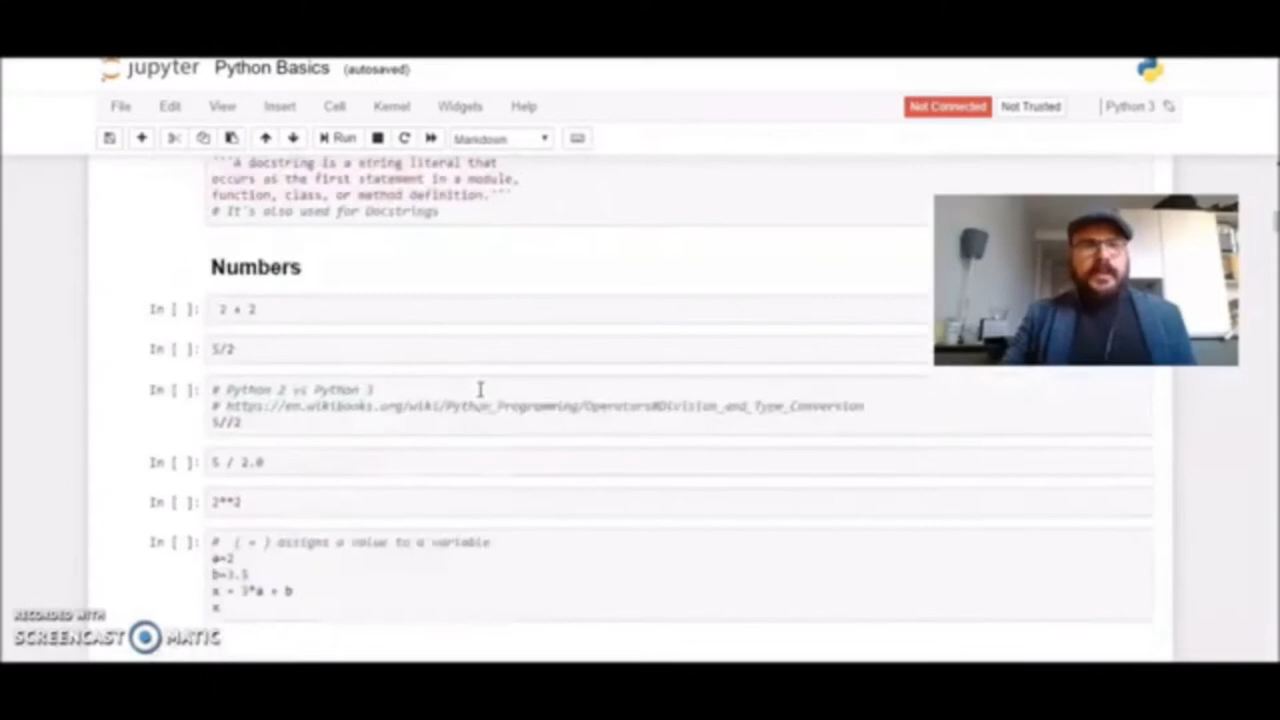 jupyter Python Basics (autosaved)
File Edit View Insert Cell Kernel Widgets Help Not Connected Not Trusted Python 3
Run Markdown
```A docstring is a string literal that
occurs as the first statement in a module,
function, class, or method definition.```
# It's also used for Docstrings
Numbers
In [ ]: 2 + 2
In [ ]: 5/2
In [ ]: # Python 2 vs Python 3
# https://en.wikibooks.org/wiki/Python_Programming/Operators#Division_and_Type_Conversion
5//2
In [ ]: 5 / 2.0
In [ ]: 2**2
In [ ]: # ( = ) assigns a value to a variable
a=2
b=3.5
x = 3*a + b
x
RECORDED WITH
SCREENCAST MATIC